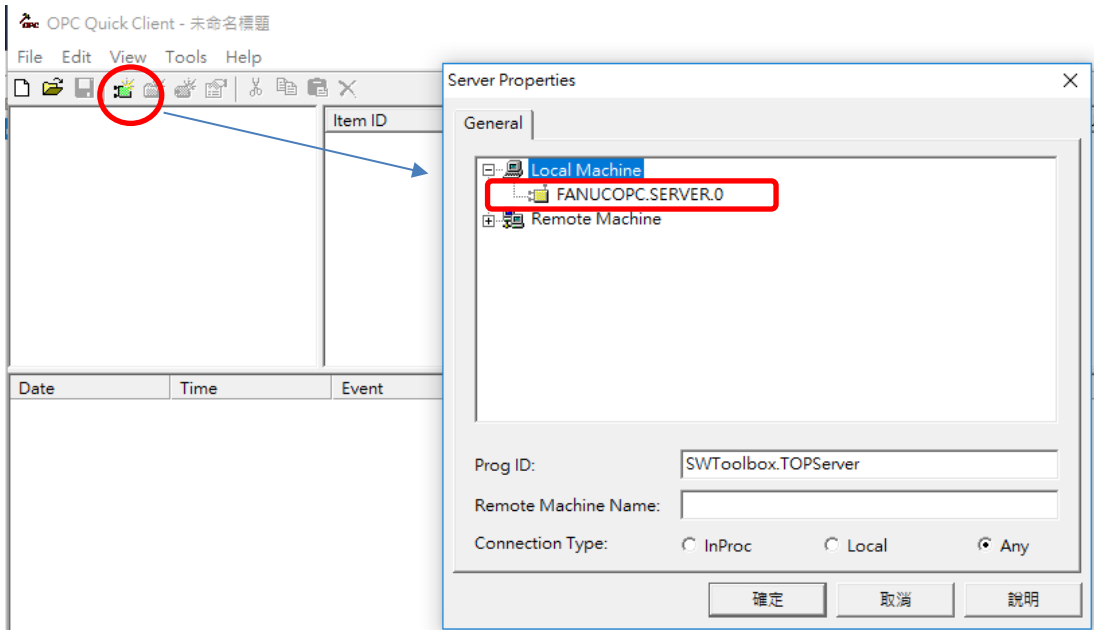 OPC Quick Client - 未命名標題
File Edit View Tools Help
Item ID
Date Time Event
Server Properties
General
Local Machine
FANUCOPC.SERVER.0
Remote Machine
Prog ID: SWToolbox.TOPServer
Remote Machine Name:
Connection Type: InProc Local Any
確定 取消 說明